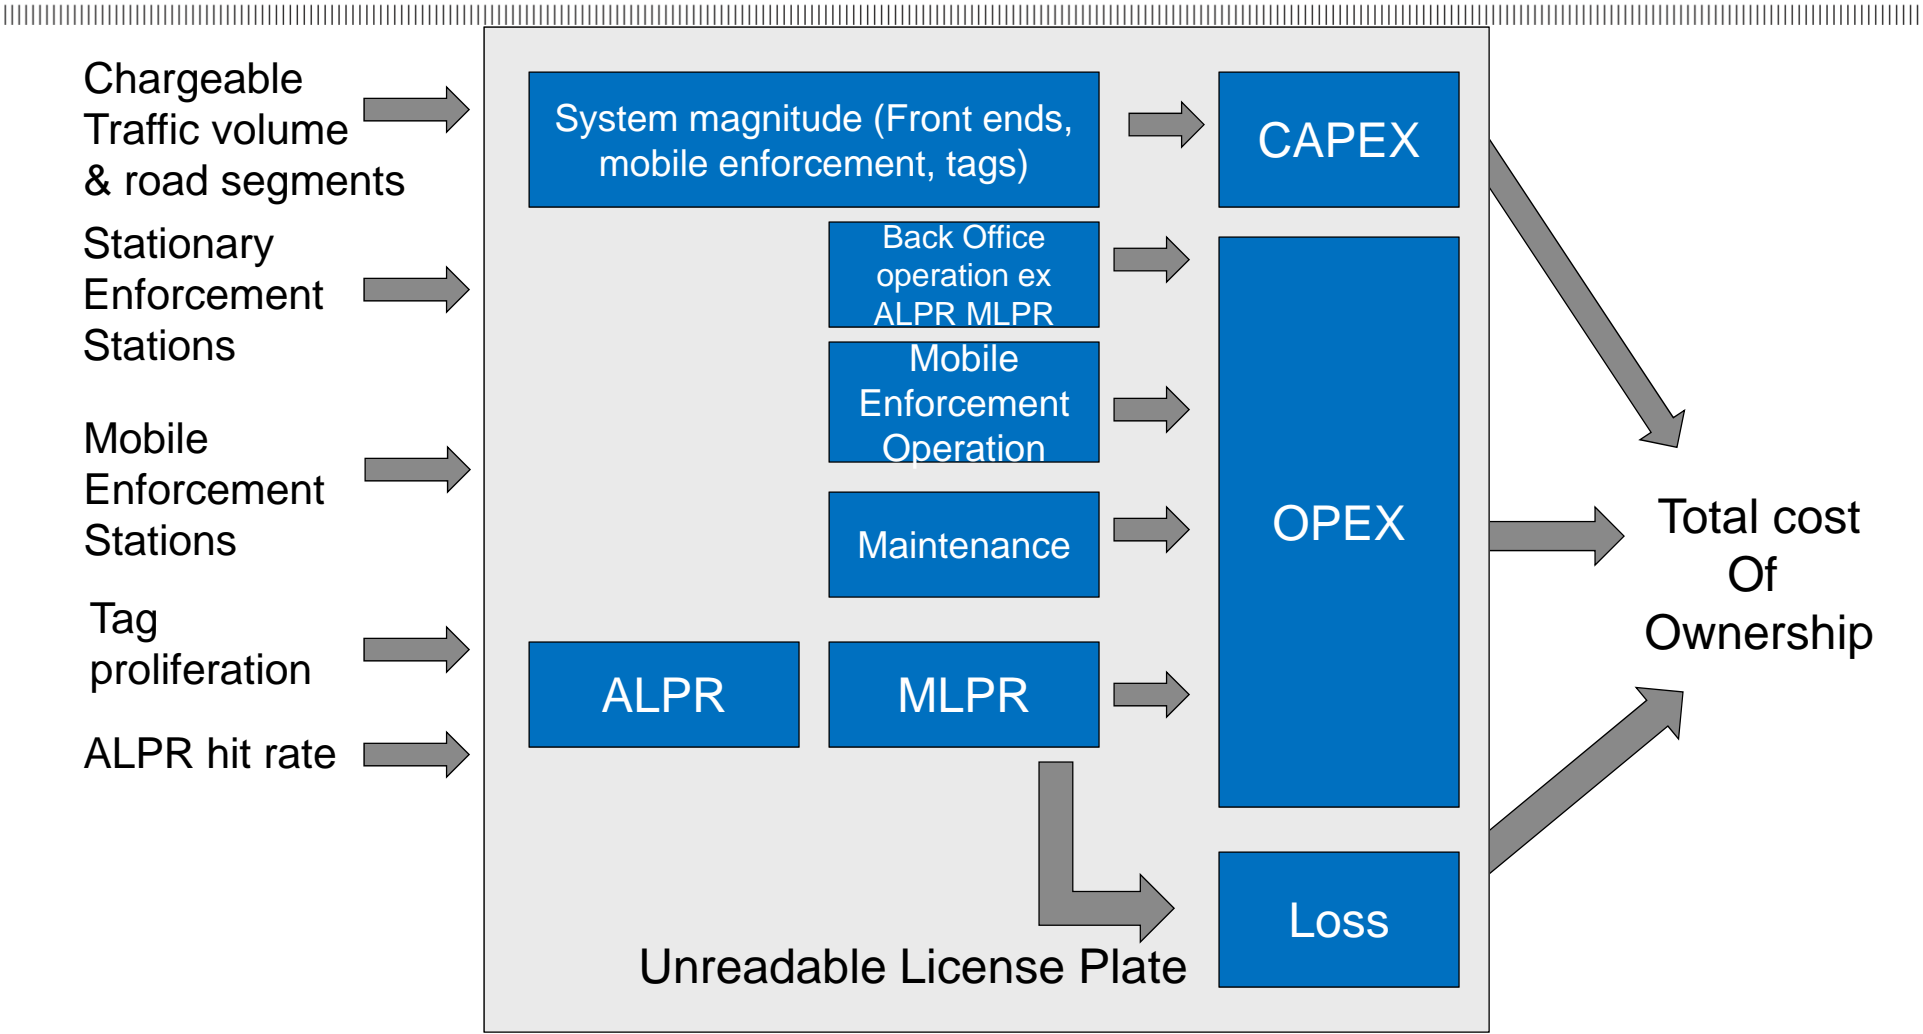 Chargeable
Traffic volume
& road segments
Stationary
Enforcement
Stations
Mobile
Enforcement
Stations
Tag
proliferation
ALPR hit rate
System magnitude (Front ends,
mobile enforcement, tags)
CAPEX
Back Office
operation ex
ALPR MLPR
Mobile
Enforcement
Operation
Maintenance
OPEX
ALPR
MLPR
Loss
Unreadable License Plate
Total cost
Of
Ownership